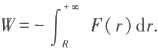 W = − ∫_R^{+∞} F ( r ) dr.